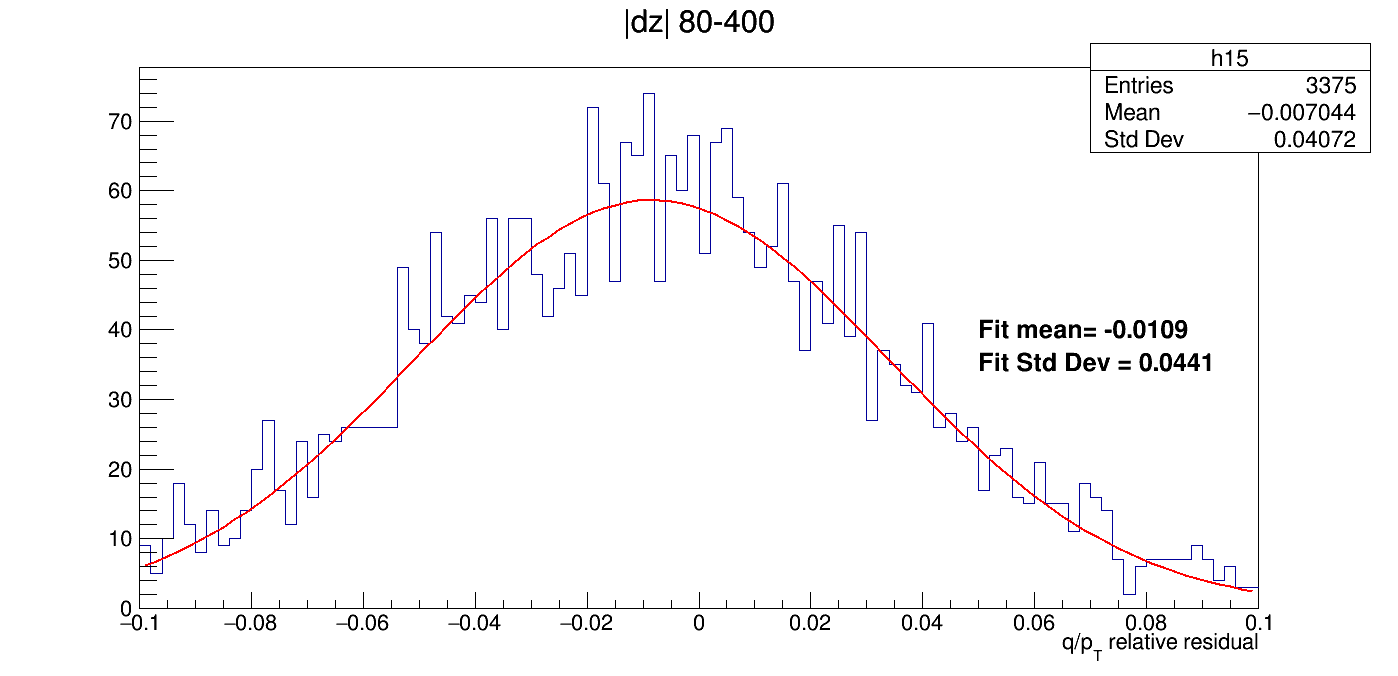 |dz| 80-400
h15
Entries 3375
Mean −0.007044
Std Dev 0.04072
70
60
50
40
30
20
10
0
Fit mean= -0.0109
Fit Std Dev = 0.0441
−0.1 −0.08 −0.06 −0.04 −0.02 0 0.02 0.04 0.06 0.08 0.1
q/pT relative residual